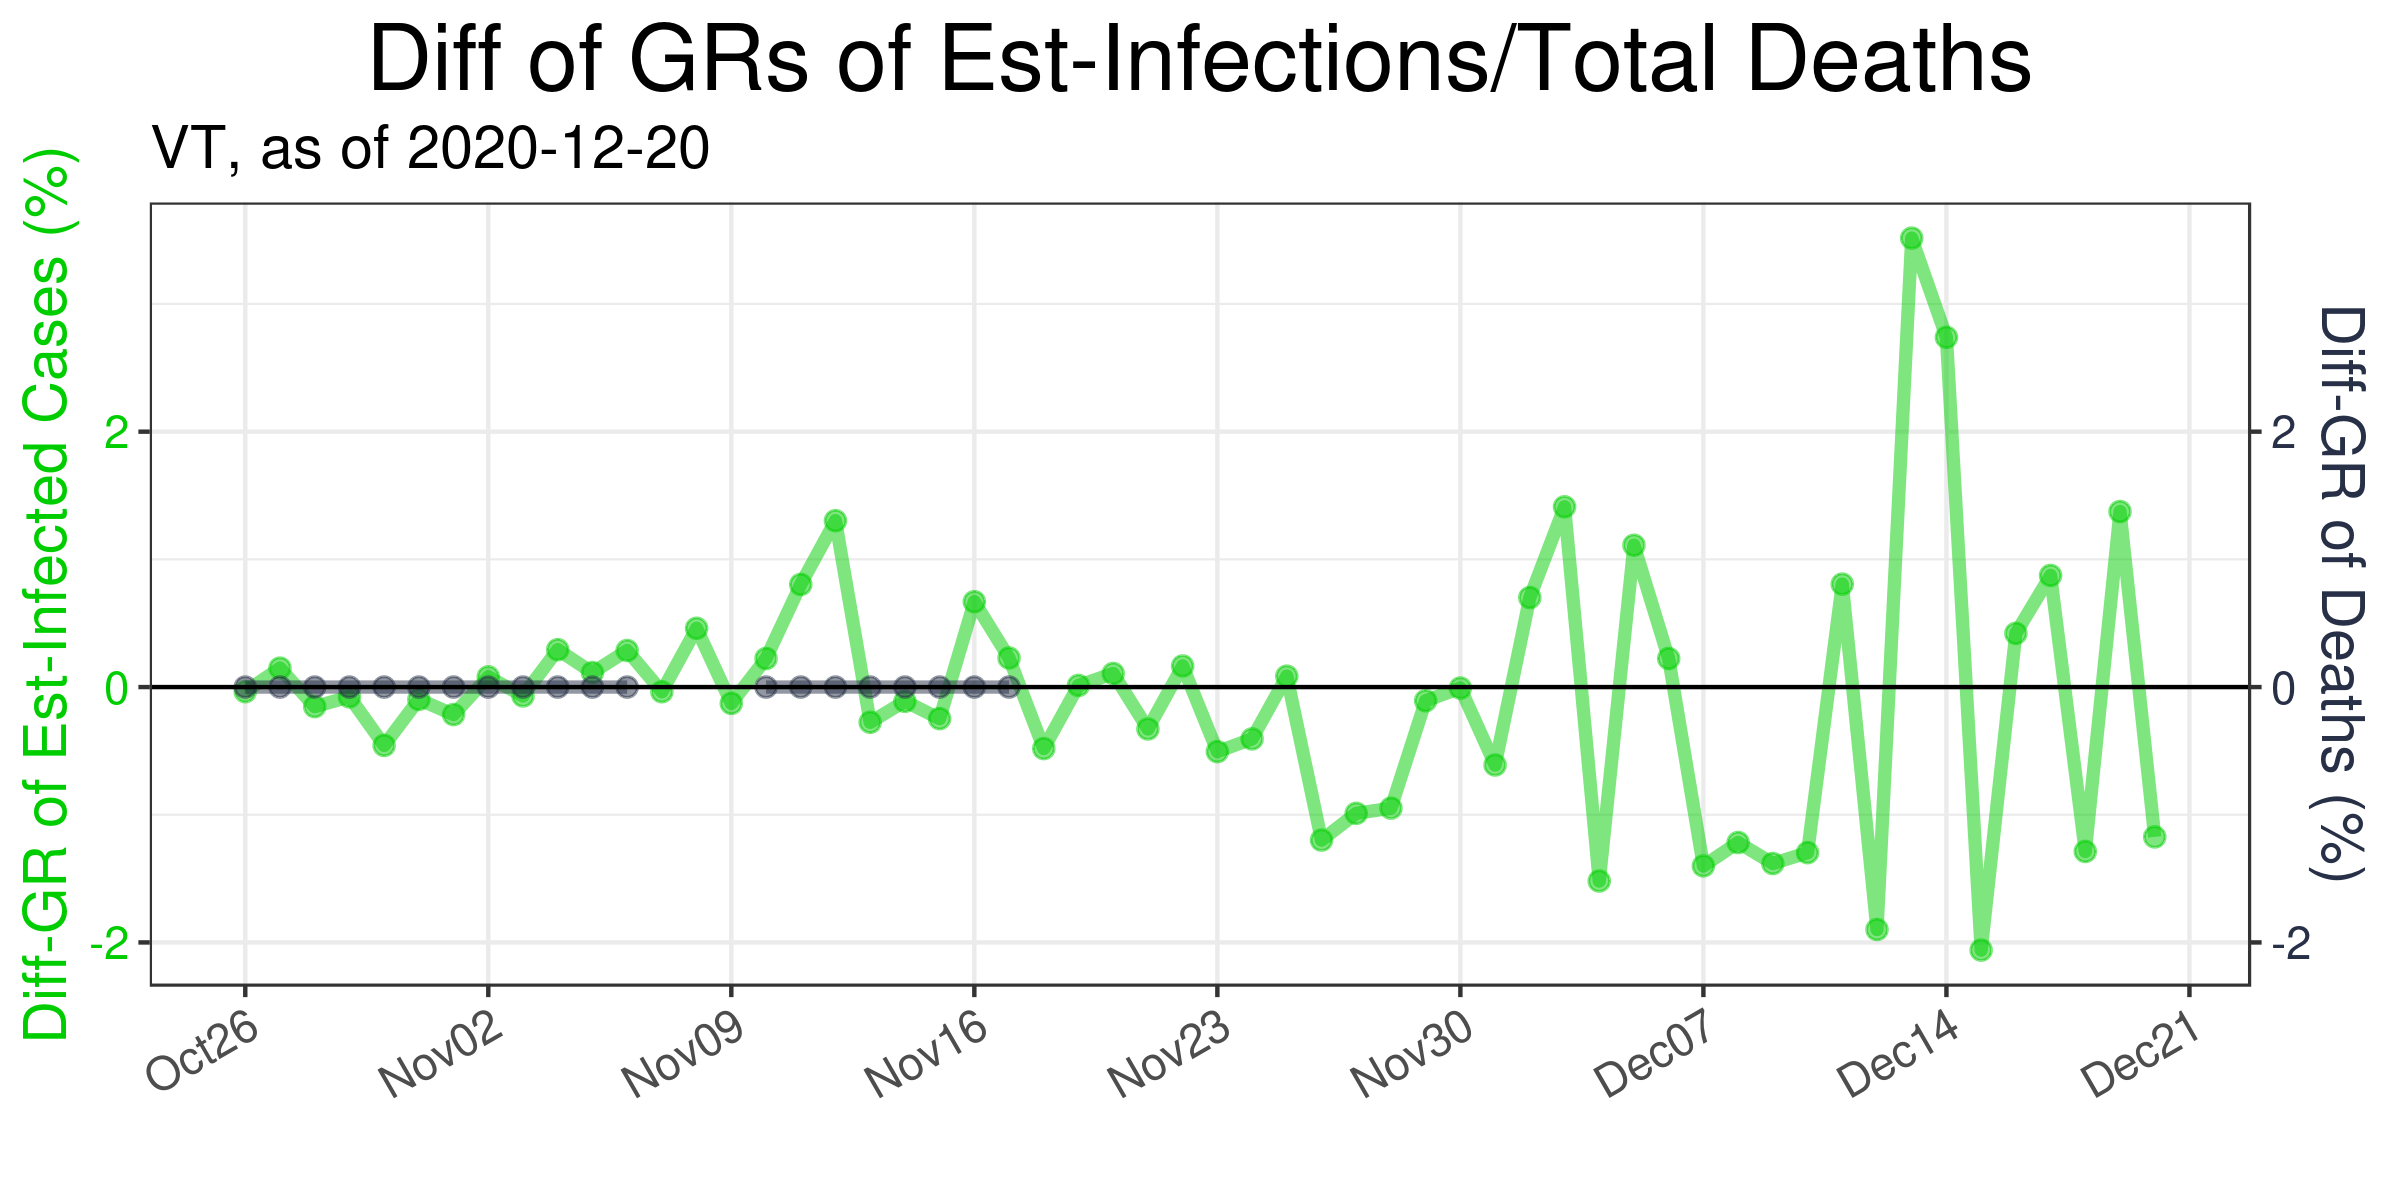 Diff of GRs of Est-Infections/Total Deaths
VT, as of 2020-12-20
Diff-GR of Est-Infected Cases (%)
2
0
-2
2
0
-2
Diff-GR of Deaths (%)
Oct26
Nov02
Nov09
Nov16
Nov23
Nov30
Dec07
Dec14
Dec21